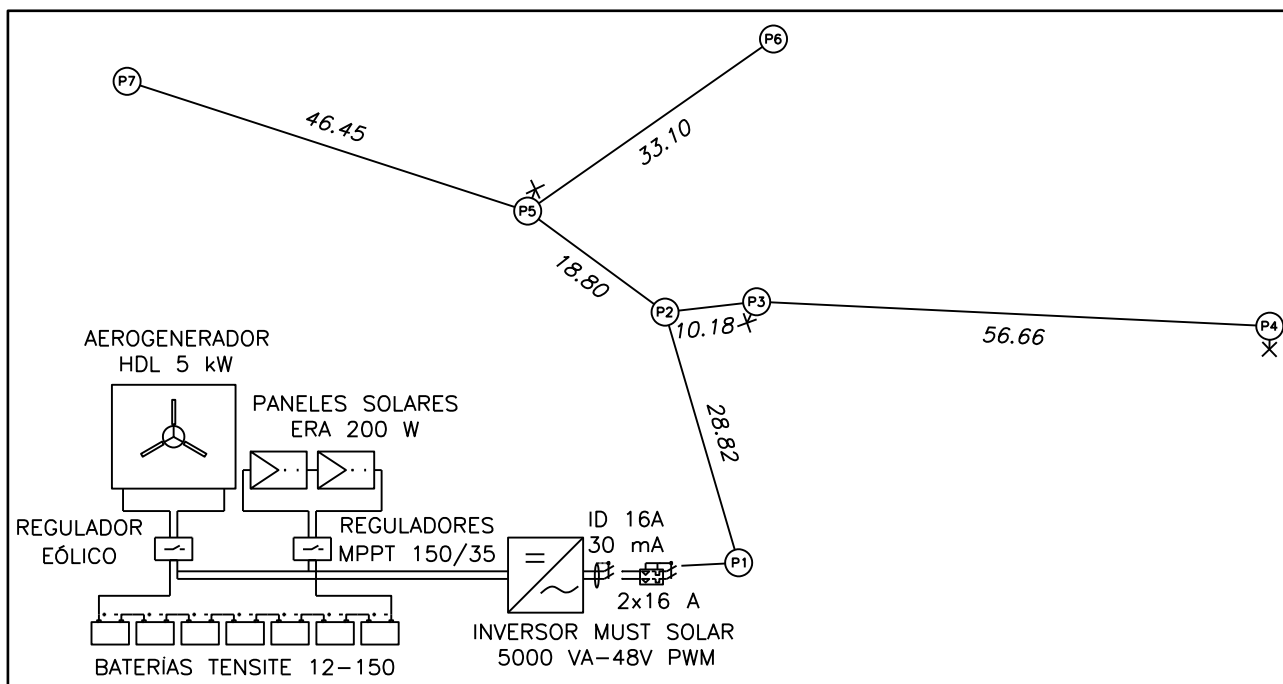 P6
P7
46.45
33.10
P5
18.80
P2
P3
10.18
56.66
P4
28.82
AEROGENERADOR
HDL 5 kW
PANELES SOLARES
ERA 200 W
REGULADOR
EÓLICO
REGULADORES
MPPT 150/35
ID 16A
30 mA
P1
2x16 A
INVERSOR MUST SOLAR
5000 VA-48V PWM
BATERÍAS TENSITE 12-150